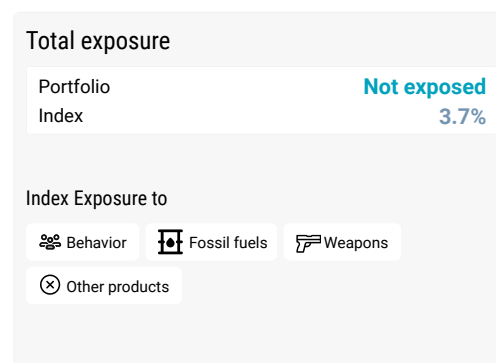 Total exposure
Portfolio Not exposed
Index 3.7%
Index Exposure to
Behavior Fossil fuels Weapons
Other products